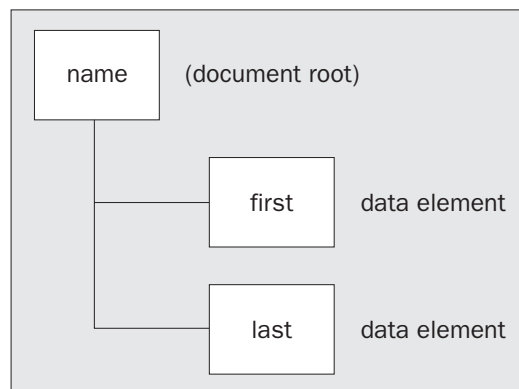 name (document root)
first data element
last data element